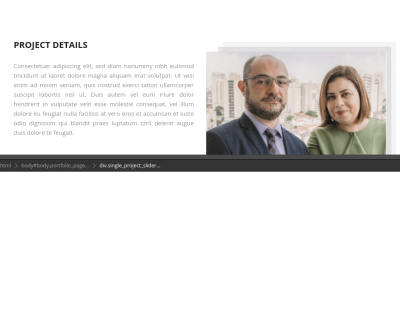 PROJECT DETAILS
Consectetuer adipiscing elit, sed diam nonummy nibh euismod
tincidunt ut laoret dolore magna aliquam erat volutpat. Ut wisi
enim ad minim veniam, quis nostrud exerci tation ullamcorper
suscipit lobortis nisl ut. Duis autem vel eum iriure dolor
hendrerit in vulputate velit esse molestie consequat, vel illum
dolore eu feugiat nulla facilisis at vero eros et accumsan et iusto
odio dignissim qui blandit praes luptatum zzril delenit augue
duis dolore te feugat.
html > body#body.portfolio_page... > div.single_project_slider...